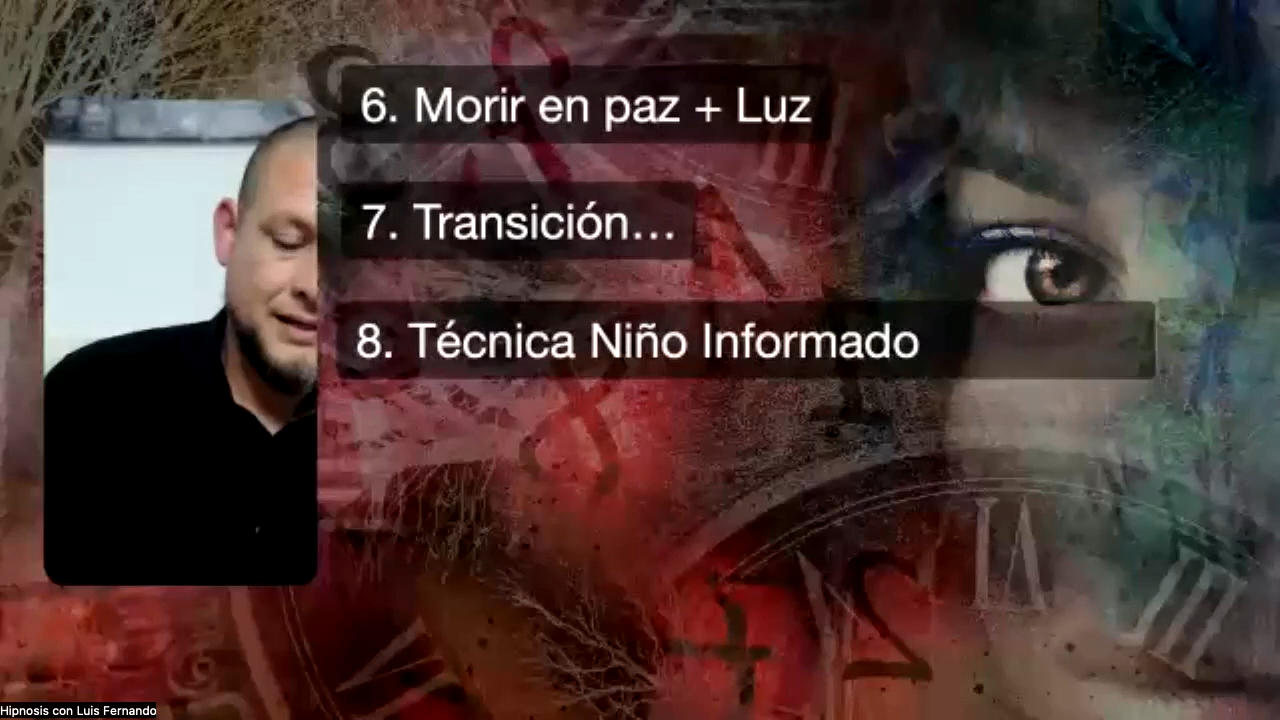 6. Morir en paz + Luz
7. Transición...
8. Técnica Niño Informado
Hipnosis con Luis Fernando